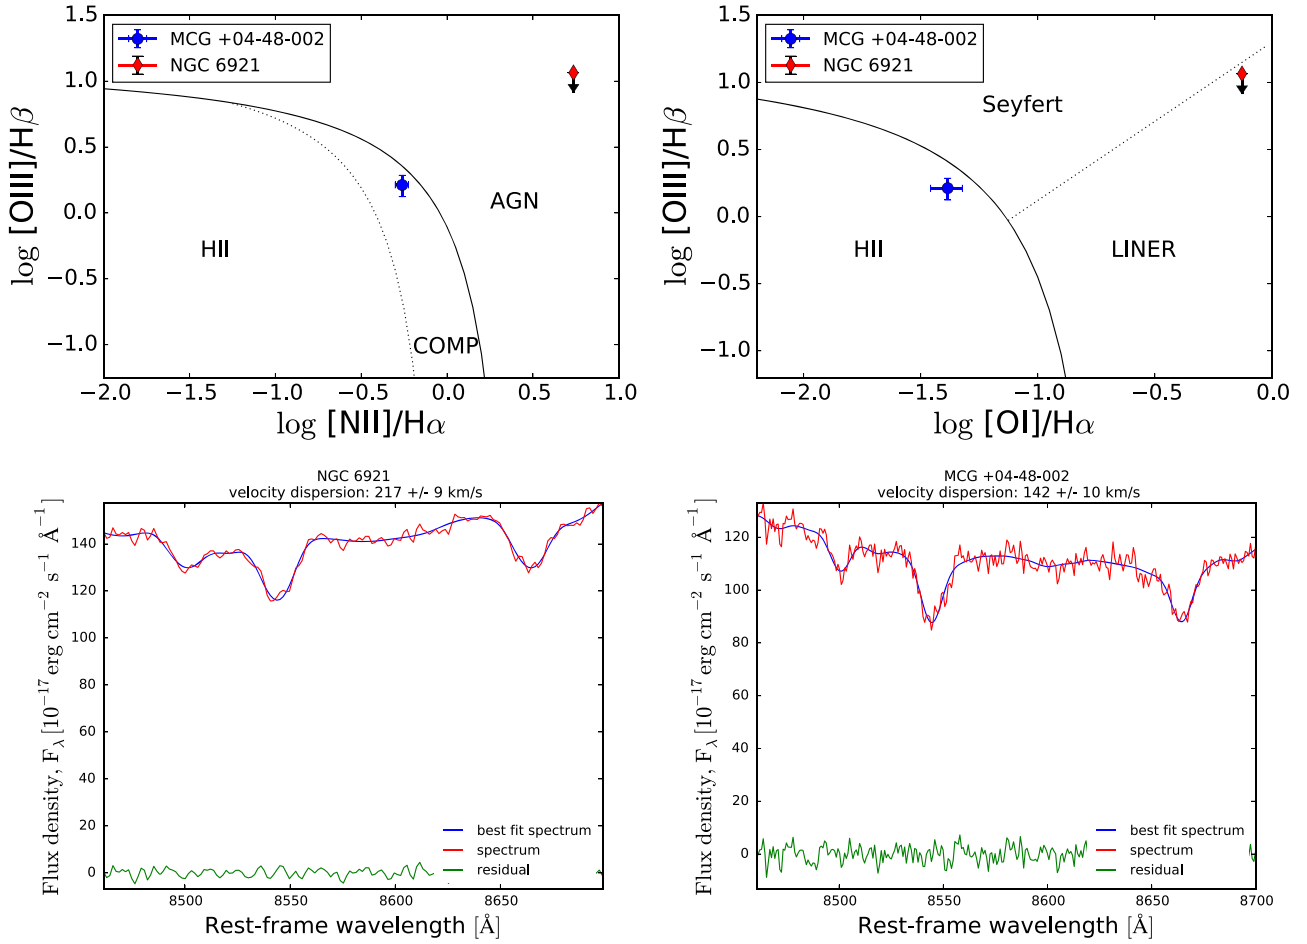 MCG +04-48-002
NGC 6921
HII
AGN
COMP
1.5
1.0
0.5
0.0
−0.5
−1.0
log [OIII]/Hβ
−2.0 −1.5 −1.0 −0.5 0.0 0.5 1.0
log [NII]/Hα
MCG +04-48-002
NGC 6921
Seyfert
HII
LINER
1.5
1.0
0.5
0.0
−0.5
−1.0
log [OIII]/Hβ
−2.0 −1.5 −1.0 −0.5 0.0
log [OI]/Hα
NGC 6921
velocity dispersion: 217 +/- 9 km/s
140
120
100
80
60
40
20
0
Flux density, F_λ [10^−17 erg cm^−2 s^−1 Å^−1]
best fit spectrum
spectrum
residual
8500 8550 8600 8650
Rest-frame wavelength [Å]
MCG +04-48-002
velocity dispersion: 142 +/- 10 km/s
120
100
80
60
40
20
0
Flux density, F_λ [10^−17 erg cm^−2 s^−1 Å^−1]
best fit spectrum
spectrum
residual
8500 8550 8600 8650 8700
Rest-frame wavelength [Å]